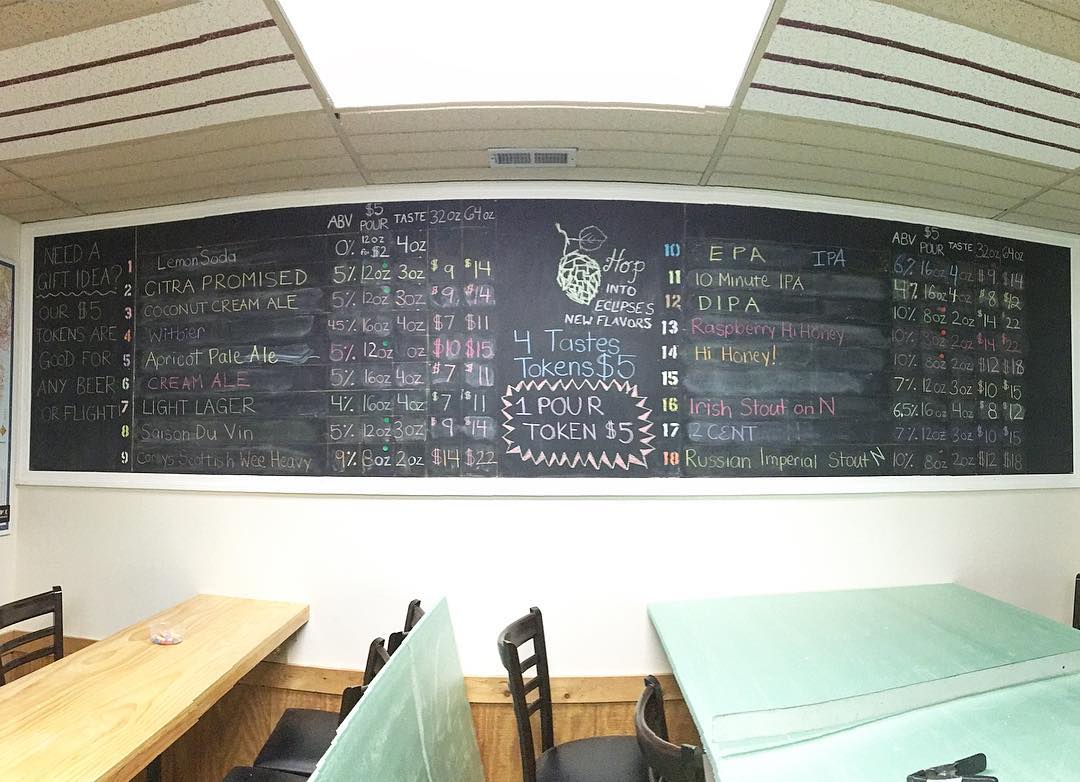 NEED A
GIFT IDEA?
OUR $5
TOKENS ARE
GOOD FOR
ANY BEER
OR FLIGHT!
ABV $5 POUR TASTE 32oz 64oz
1 Lemon Soda 0% 12oz $2 4oz
2 CITRA PROMISED 5% 12oz 3oz $9 $14
3 COCONUT CREAM ALE 5% 12oz 3oz $9 $14
4 Witbier 45% 16oz 4oz $7 $11
5 Apricot Pale Ale 5% 12oz oz $10 $15
6 CREAM ALE 5% 16oz 4oz $7 $11
7 LIGHT LAGER 4% 16oz 4oz $7 $11
8 Saison Du Vin 5% 12oz 3oz $9 $14
9 Scottish Wee Heavy 9% 8oz 2oz $14 $22
Hop
INTO
ECLIPSE'S
NEW FLAVORS
4 Tastes
Tokens $5
1 POUR
TOKEN $5
ABV $5 POUR TASTE 32oz 64oz
10 EPA IPA 6% 16oz 4oz $9 $14
11 10 Minute IPA 4% 16oz 4oz $8 $12
12 DIPA 10% 8oz 2oz $14 $22
13 Raspberry Hi Honey 10% 8oz 2oz $14 $22
14 Hi Honey! 10% 8oz 2oz $12 $18
15 7% 12oz 3oz $10 $15
16 Irish Stout on N 6.5% 16oz 4oz $8 $12
17 2 CENT 7% 12oz 3oz $10 $15
18 Russian Imperial Stout N 10% 8oz 2oz $12 $18